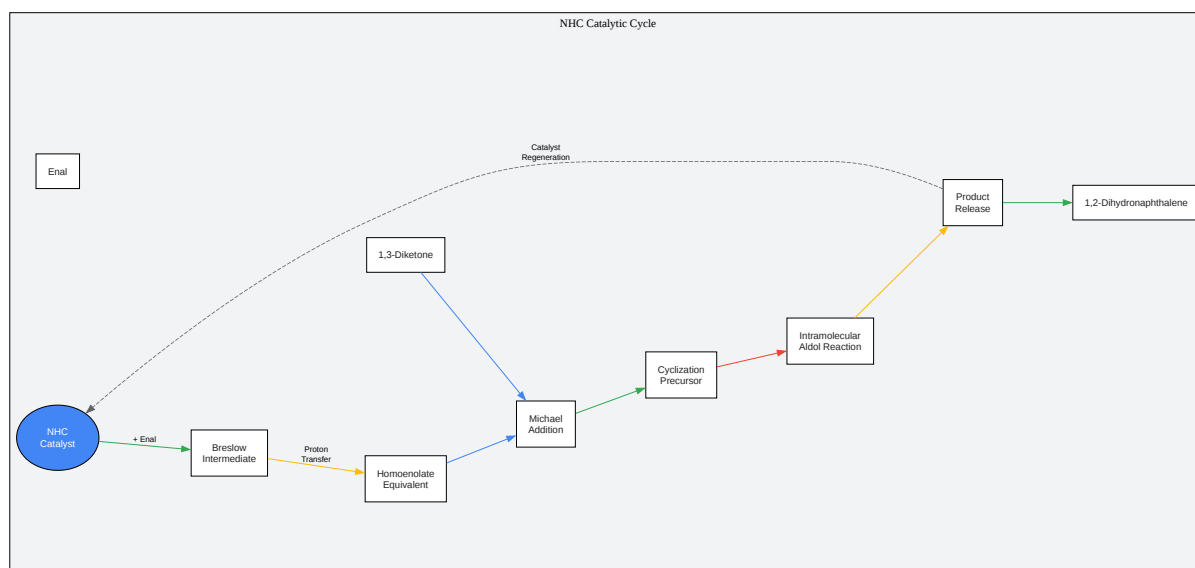 NHC Catalytic Cycle
Enal
Catalyst
Regeneration
Product
Release
1,2-Dihydronaphthalene
1,3-Diketone
Intramolecular
Aldol Reaction
Cyclization
Precursor
Michael
Addition
NHC
Catalyst
+ Enal
Breslow
Intermediate
Proton
Transfer
Homoenolate
Equivalent